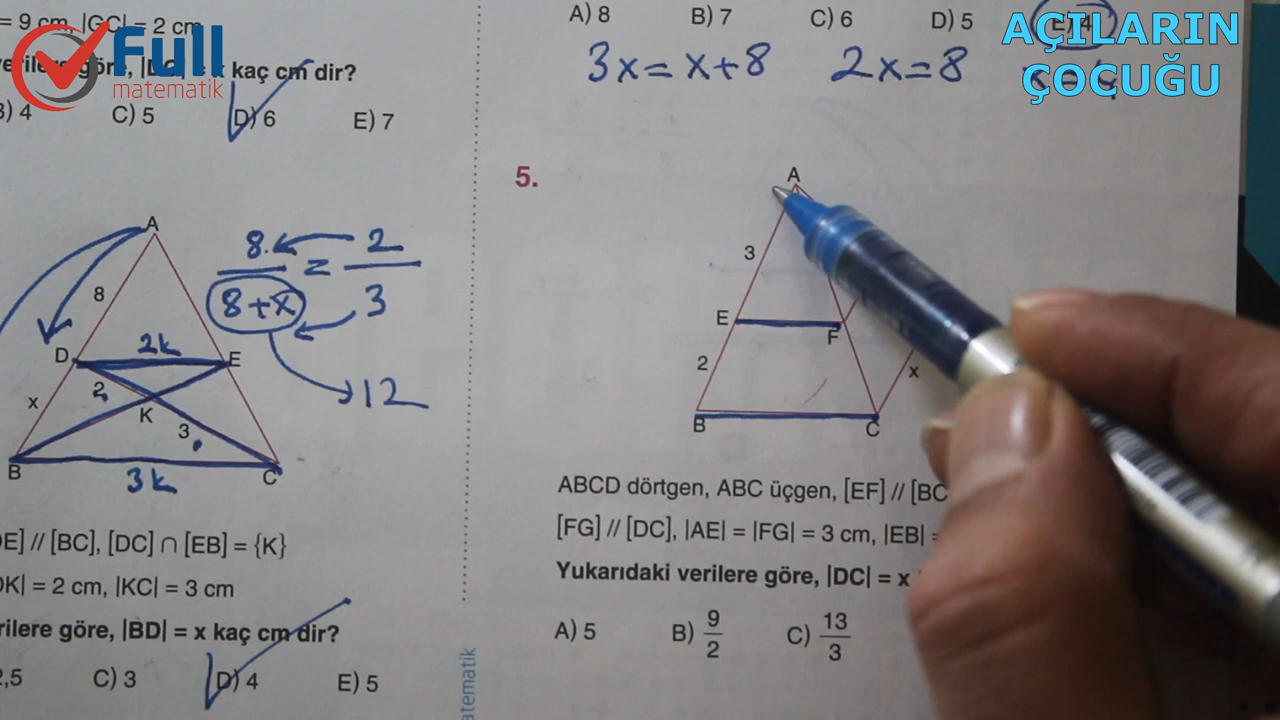 = 9 cm, |GC| = 2 cm
Full
matematik
verilere göre, |DG| = x kaç cm dir?
B) 4 C) 5 D) 6 E) 7
A
8
D
E
2k
x
2
K
3
B
C
3k
8 = 2
8+x 3
12
DE] // [BC], [DC] ∩ [EB] = {K}
DK| = 2 cm, |KC| = 3 cm
verilere göre, |BD| = x kaç cm dir?
2,5 C) 3 D) 4 E) 5
atematik
A) 8 B) 7 C) 6 D) 5 E) 4
3x = x+8 2x = 8 x = 4
AÇILARIN
ÇOCUĞU
5.
A
3
E
F
2
x
B
C
ABCD dörtgen, ABC üçgen, [EF] // [BC
[FG] // [DC], |AE| = |FG| = 3 cm, |EB| =
Yukarıdaki verilere göre, |DC| = x
A) 5 B) 9/2 C) 13/3